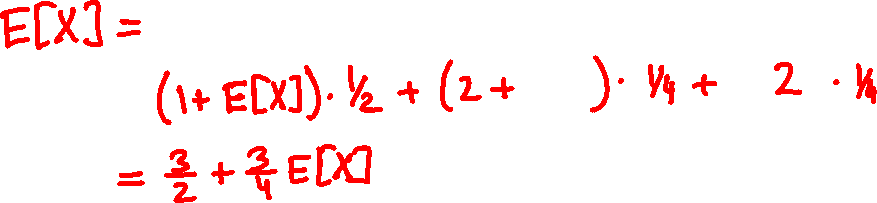 E[X] =
(1 + E[X]) · 1/2 + (2 +      ) · 1/4 +   2 · 1/4
= 3/2 + 3/4 E[X]